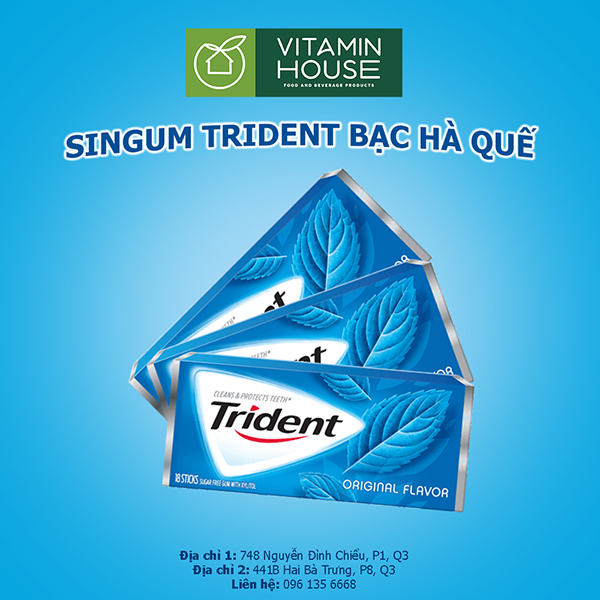 VITAMIN
HOUSE
FOOD AND BEVERAGE PRODUCTS
SINGUM TRIDENT BẠC HÀ QUẾ
CLEANS & PROTECTS TEETH*
Trident
18 STICKS SUGAR FREE GUM WITH XYLITOL
ORIGINAL FLAVOR
Địa chỉ 1: 748 Nguyễn Đình Chiểu, P1, Q3
Địa chỉ 2: 441B Hai Bà Trưng, P8, Q3
Liên hệ: 096 135 6668